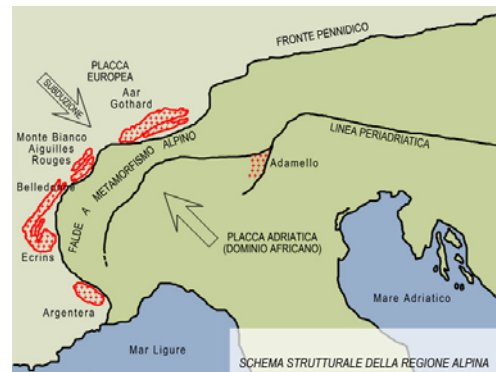 FRONTE PENNIDICO
PLACCA
EUROPEA
SUBDUZIONE
Aar
Gothard
LINEA PERIADRIATICA
Monte Bianco
Aiguilles
Rouges
Adamello
Belledonne
FALDE A METAMORFISMO ALPINO
PLACCA ADRIATICA
(DOMINIO AFRICANO)
Ecrins
Argentera
Mare Adriatico
Mar Ligure
SCHEMA STRUTTURALE DELLA REGIONE ALPINA